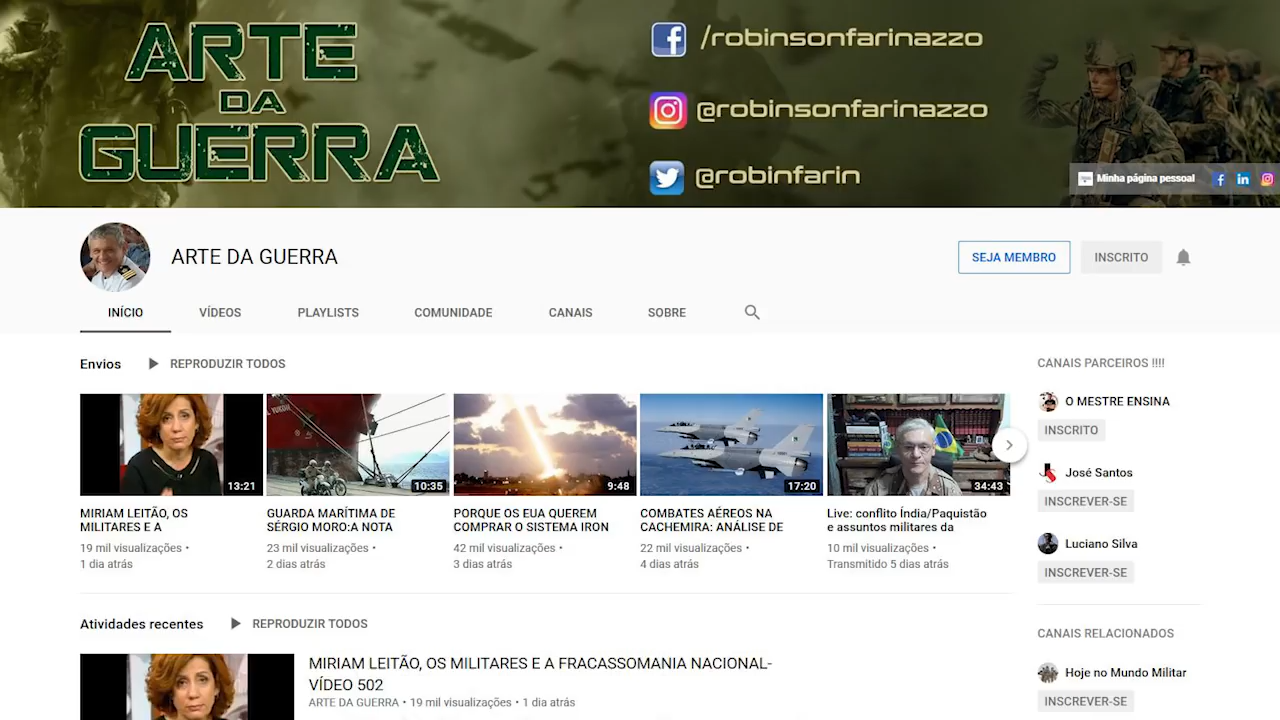 ARTE
DA
GUERRA
/robinsonfarinazzo
@robinsonfarinazzo
@robinfarin
Minha página pessoal
ARTE DA GUERRA
SEJA MEMBRO
INSCRITO
INÍCIO
VÍDEOS
PLAYLISTS
COMUNIDADE
CANAIS
SOBRE
Envios
REPRODUZIR TODOS
13:21
10:35
9:48
17:20
34:43
MIRIAM LEITÃO, OS
MILITARES E A
19 mil visualizações •
1 dia atrás
GUARDA MARÍTIMA DE
SÉRGIO MORO:A NOTA
23 mil visualizações •
2 dias atrás
PORQUE OS EUA QUEREM
COMPRAR O SISTEMA IRON
42 mil visualizações •
3 dias atrás
COMBATES AÉREOS NA
CACHEMIRA: ANÁLISE DE
22 mil visualizações •
4 dias atrás
Live: conflito Índia/Paquistão
e assuntos militares da
10 mil visualizações •
Transmitido 5 dias atrás
CANAIS PARCEIROS !!!!
O MESTRE ENSINA
INSCRITO
José Santos
INSCREVER-SE
Luciano Silva
INSCREVER-SE
CANAIS RELACIONADOS
Hoje no Mundo Militar
INSCREVER-SE
Atividades recentes
REPRODUZIR TODOS
MIRIAM LEITÃO, OS MILITARES E A FRACASSOMANIA NACIONAL-
VÍDEO 502
ARTE DA GUERRA • 19 mil visualizações • 1 dia atrás